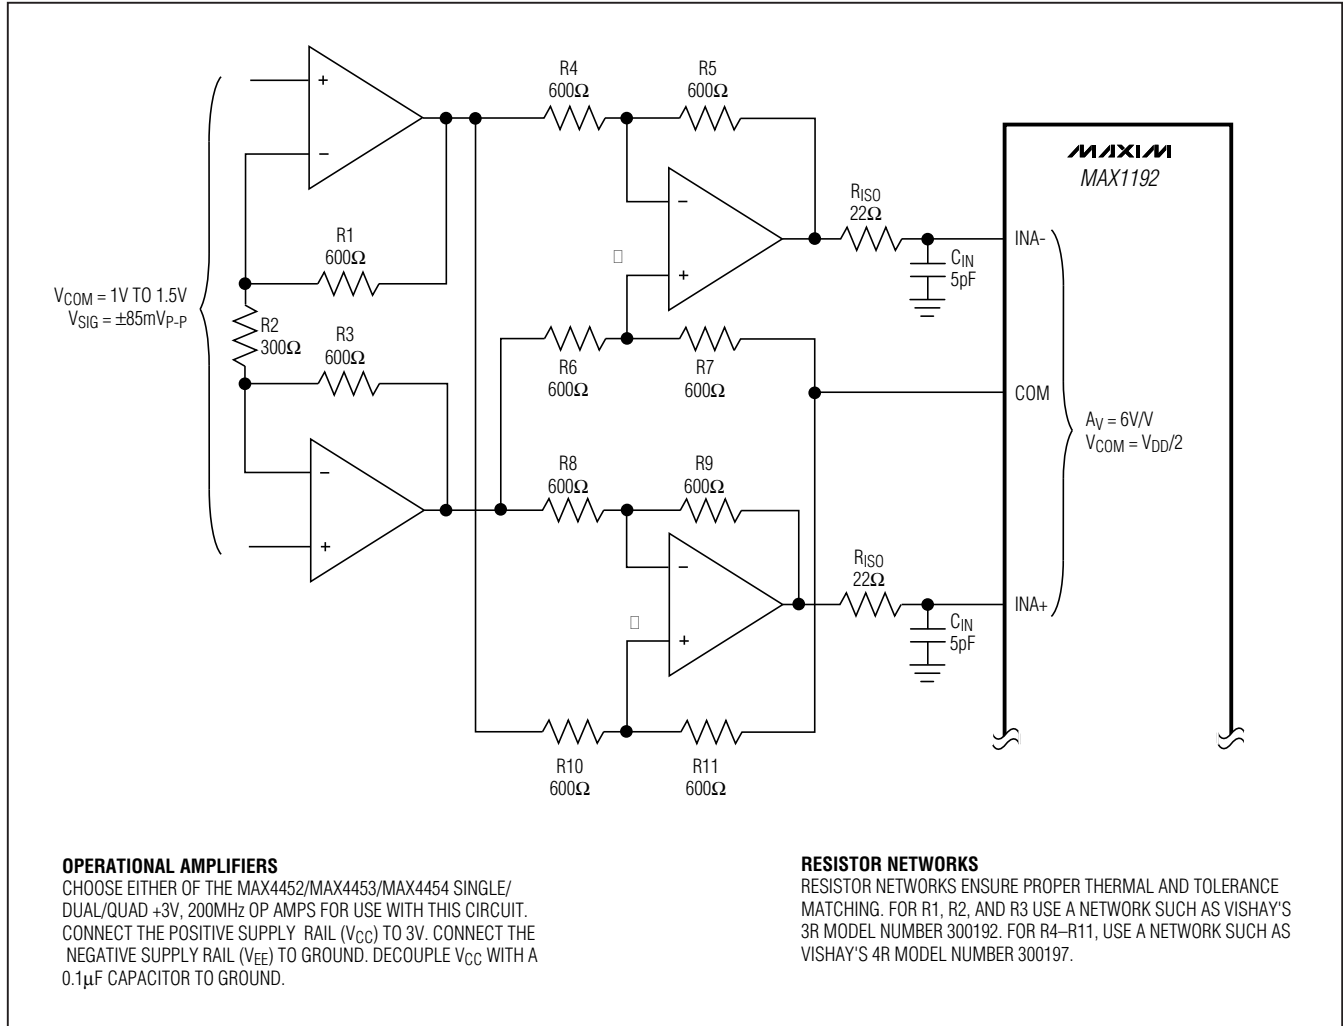 R4
600Ω
R5
600Ω
+
−
MAXIM
MAX1192
RISO
22Ω
−
+
INA-
CIN
5pF
R1
600Ω
VCOM = 1V TO 1.5V
VSIG = ±85mVP-P
R2
300Ω
R3
600Ω
R6
600Ω
R7
600Ω
COM
AV = 6V/V
VCOM = VDD/2
R8
600Ω
R9
600Ω
−
+
RISO
22Ω
−
+
INA+
CIN
5pF
R10
600Ω
R11
600Ω
OPERATIONAL AMPLIFIERS
CHOOSE EITHER OF THE MAX4452/MAX4453/MAX4454 SINGLE/
DUAL/QUAD +3V, 200MHz OP AMPS FOR USE WITH THIS CIRCUIT.
CONNECT THE POSITIVE SUPPLY RAIL (VCC) TO 3V. CONNECT THE
NEGATIVE SUPPLY RAIL (VEE) TO GROUND. DECOUPLE VCC WITH A
0.1µF CAPACITOR TO GROUND.
RESISTOR NETWORKS
RESISTOR NETWORKS ENSURE PROPER THERMAL AND TOLERANCE
MATCHING. FOR R1, R2, AND R3 USE A NETWORK SUCH AS VISHAY'S
3R MODEL NUMBER 300192. FOR R4–R11, USE A NETWORK SUCH AS
VISHAY'S 4R MODEL NUMBER 300197.